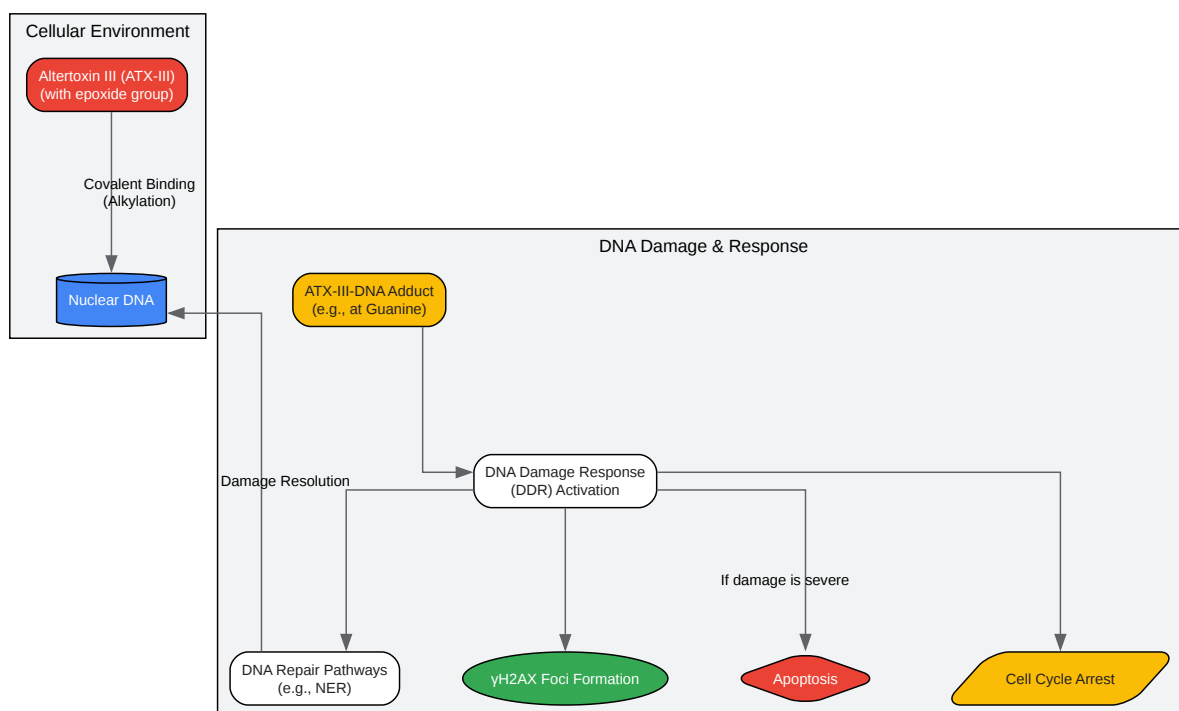 Cellular Environment
Altertoxin III (ATX-III)
(with epoxide group)
Covalent Binding
(Alkylation)
Nuclear DNA
DNA Damage & Response
ATX-III-DNA Adduct
(e.g., at Guanine)
DNA Damage Response
(DDR) Activation
Damage Resolution
If damage is severe
DNA Repair Pathways
(e.g., NER)
γH2AX Foci Formation
Apoptosis
Cell Cycle Arrest